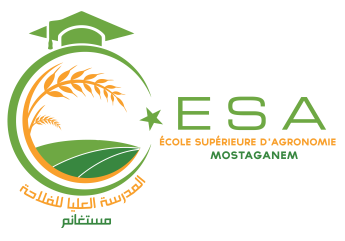 ESA
ÉCOLE SUPÉRIEURE D'AGRONOMIE
MOSTAGANEM
المدرسة العليا للفلاحة
مستغانم